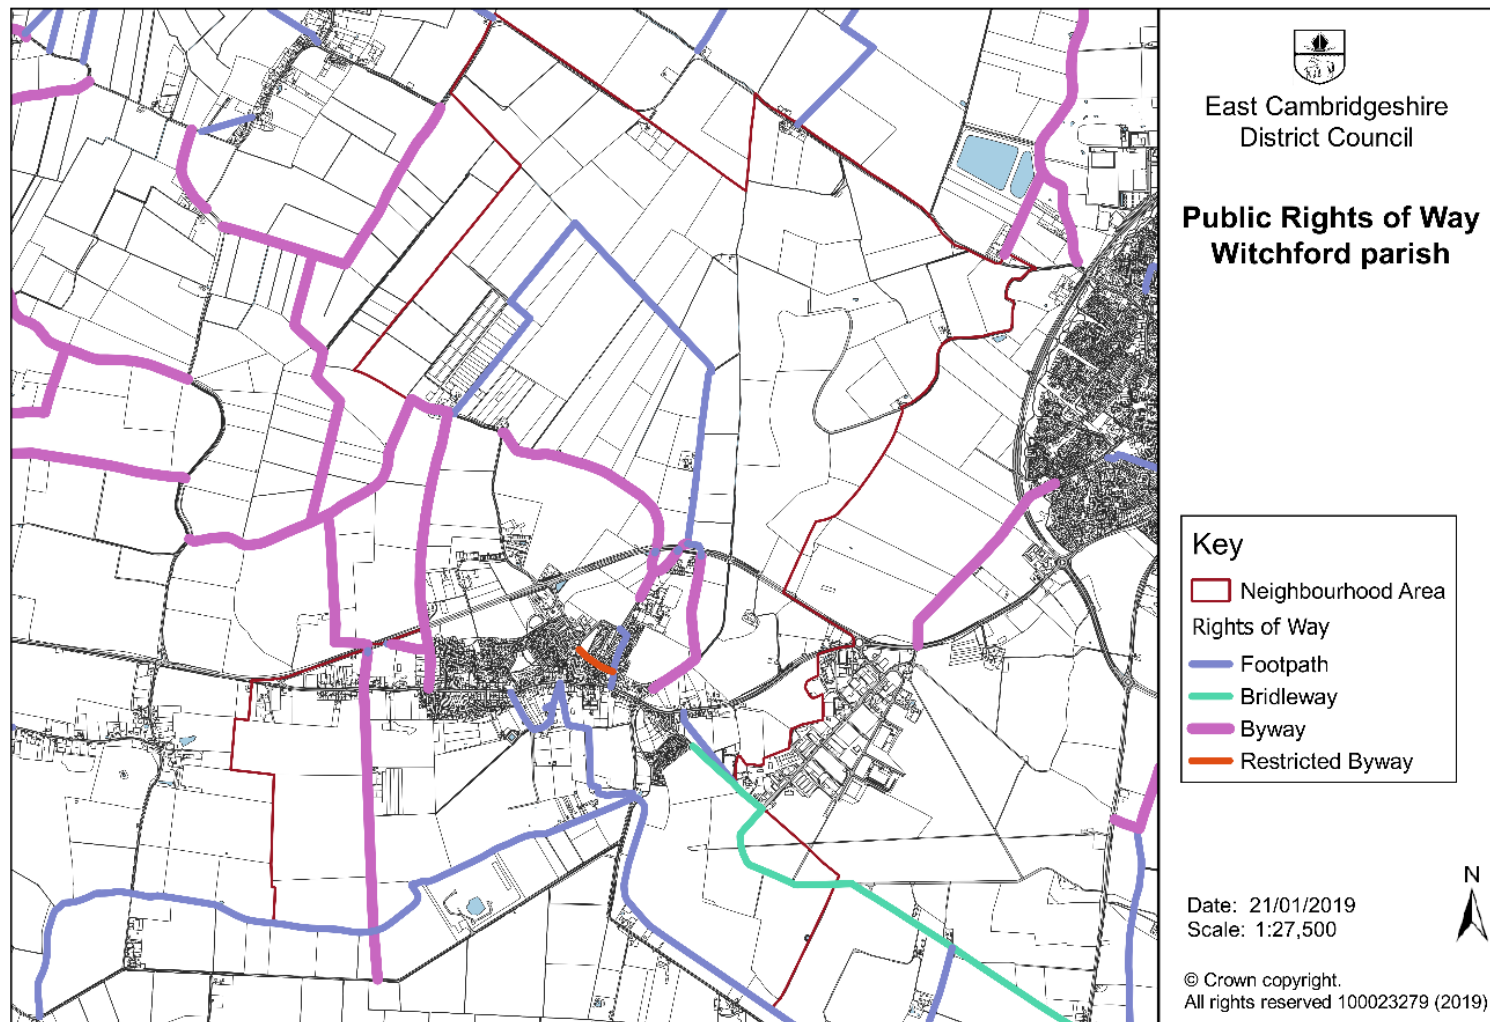 East Cambridgeshire
District Council
Public Rights of Way
Witchford parish
Key
Neighbourhood Area
Rights of Way
Footpath
Bridleway
Byway
Restricted Byway
N
Date: 21/01/2019
Scale: 1:27,500
© Crown copyright.
All rights reserved 100023279 (2019)